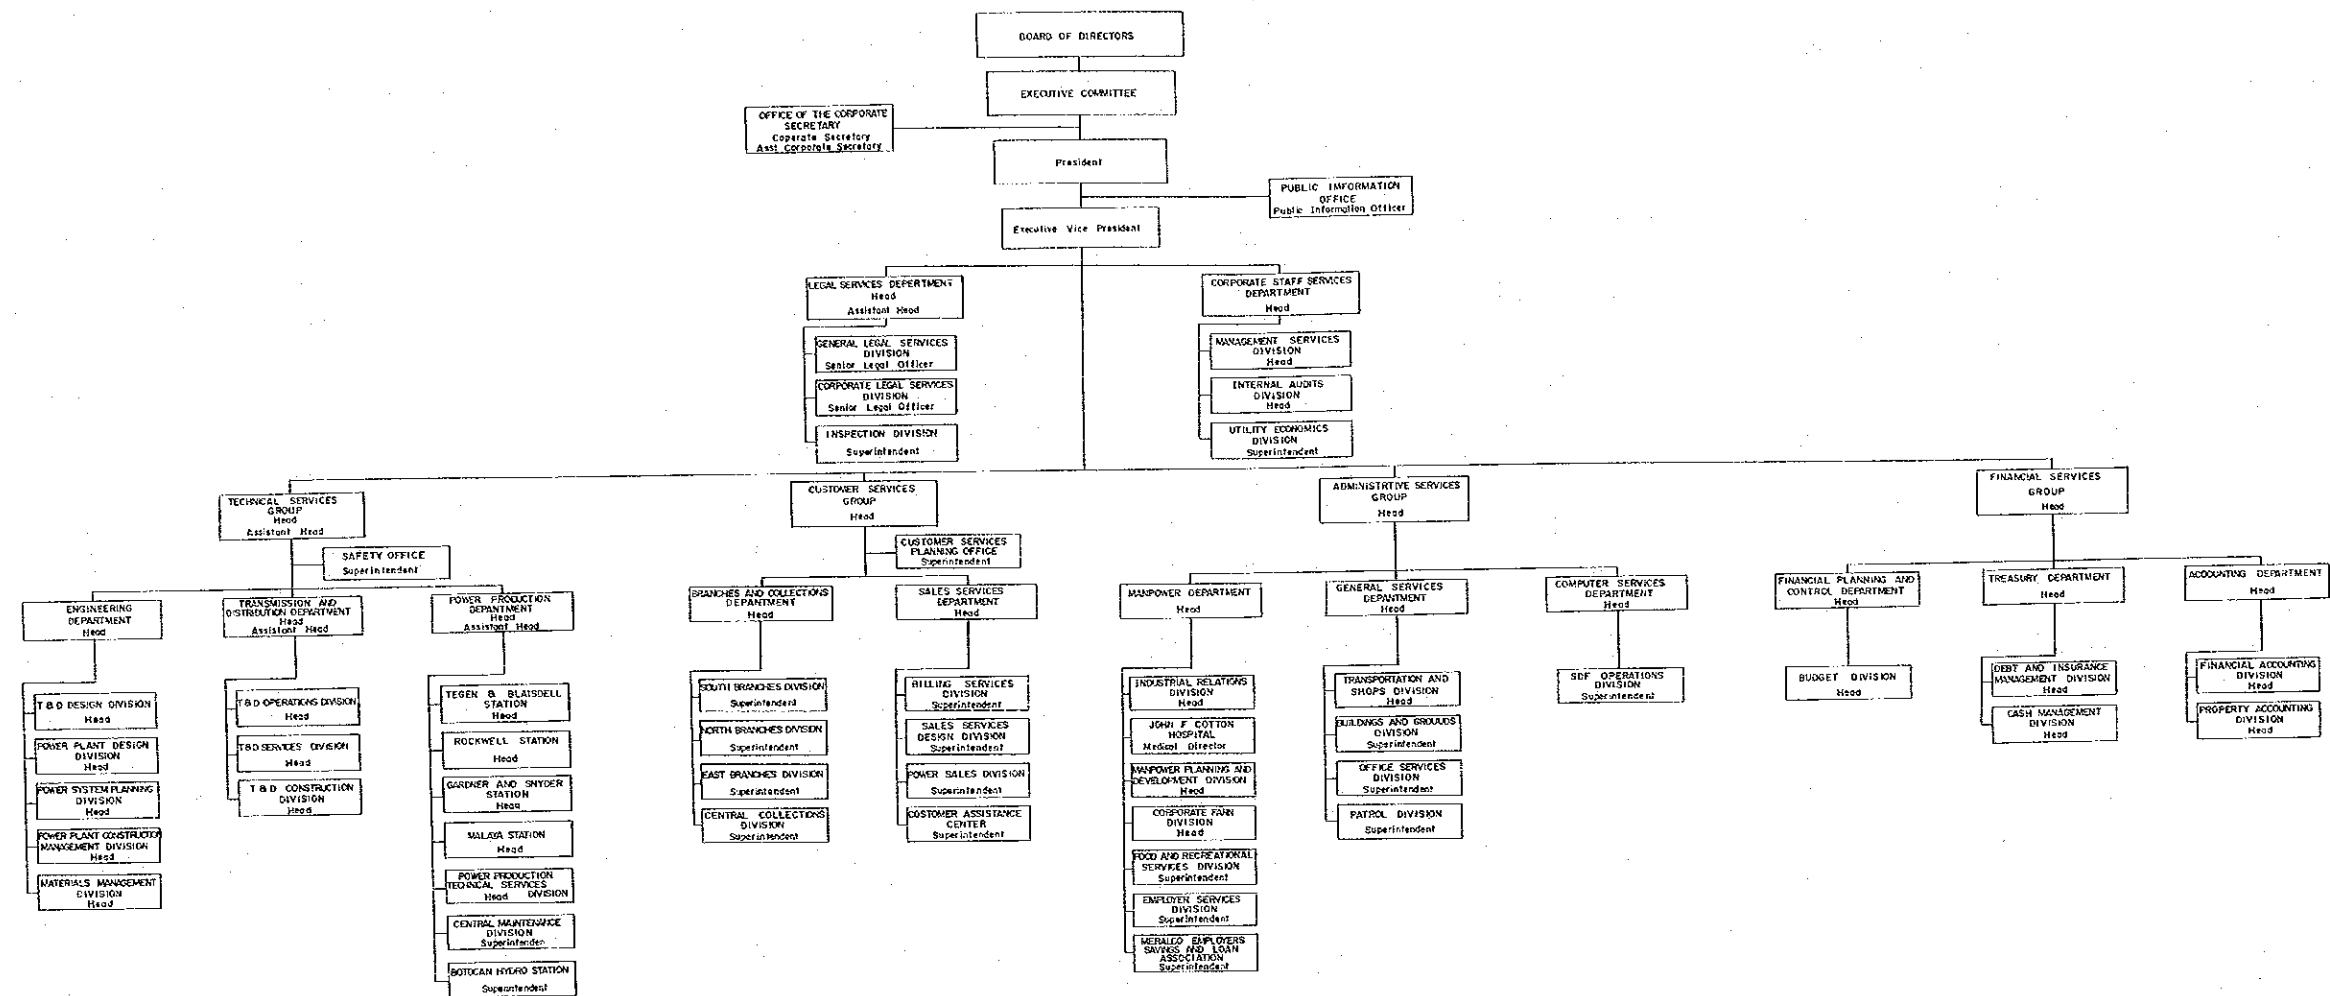 BOARD OF DIRECTORS
EXECUTIVE COMMITTEE
OFFICE OF THE CORPORATE
SECRETARY
Coporate Secretary
Asst Corporate Secretary
President
PUBLIC IMFORMATION
OFFICE
Public Information Officer
Executive Vice President
LEGAL SERVICES DEPERTMENT
Head
Assistant Head
CORPORATE STAFF SERVICES
DEPARTMENT
Head
GENERAL LEGAL SERVICES
DIVISION
Senior Legal Officer
CORPORATE LEGAL SERVICES
DIVISION
Senior Legal Officer
INSPECTION DIVISION
Superintendent
MANAGEMENT SERVICES
DIVISION
Head
INTERNAL AUDITS
DIVISION
Head
UTILITY ECONOMICS
DIVISION
Superintendent
TECHNICAL SERVICES
GROUP
Head
Assistant Head
CUSTOMER SERVICES
GROUP
Head
ADMINISTRTIVE SERVICES
GROUP
Head
FINANCIAL SERVICES
GROUP
Head
SAFETY OFFICE
Superintendent
CUSTOMER SERVICES
PLANNING OFFICE
Superintendent
ENGINEERING
DEPARTMENT
Head
TRANSMISSION AND
DISTRIBUTION DEPARTMENT
Head
Assistant Head
POWER PRODUCTION
DEPARTMENT
Head
Assistant Head
BRANCHES AND COLLECTIONS
DEPARTMENT
Head
SALES SERVICES
DEPARTMENT
Head
MANPOWER DEPARTMENT
Head
GENERAL SERVICES
DEPARTMENT
Head
COMPUTER SERVICES
DEPARTMENT
Head
FINANCIAL PLANNING AND
CONTROL DEPARTMENT
Head
TREASURY DEPARTMENT
Head
ACCOUNTING DEPARTMENT
Head
T & D DESIGN DIVISION
Head
POWER PLANT DESIGN
DIVISION
Head
POWER SYSTEM PLANNING
DIVISION
Head
POWER PLANT CONSTRUCTION
MANAGEMENT DIVISION
Head
MATERIALS MANAGEMENT
DIVISION
Head
T & D OPERATIONS DIVISION
Head
T&D SERVICES DIVISION
Head
T & D CONSTRUCTION
DIVISION
Head
TEGEN & BLAISDELL
STATION
Head
ROCKWELL STATION
Head
GARDNER AND SNYDER
STATION
Head
MALAYA STATION
Head
POWER PRODUCTION
TECHNICAL SERVICES
Head DIVISION
CENTRAL MAINTENANCE
DIVISION
Superintenden
BOTOCAN HYDRO STATION
Superintendent
SOUTH BRANCHES DIVISION
Superintendent
NORTH BRANCHES DIVISION
Superintendent
EAST BRANCHES DIVISION
Superintendent
CENTRAL COLLECTIONS
DIVISION
Superintendent
BILLING SERVICES
DIVISION
Superintendent
SALES SERVICES
DESIGN DIVISION
Superintendent
POWER SALES DIVISION
Superintendent
COSTOMER ASSISTANCE
CENTER
Superintendent
INDUSTRIAL RELATIONS
DIVISION
Head
JOHN F COTTON
HOSPITAL
Medical Director
MANPOWER PLANNING AND
DEVELOPMENT DIVISION
Head
CORPORATE FARN
DIVISION
Head
FOOD AND RECREATIONAL
SERVICES DIVISION
Superintendent
EMPLOYER SERVICES
DIVISION
Superintendent
MERALCO EMPLOYERS
SAVINGS AND LOAN
ASSOCIATION
Superintendent
TRANSPORTATION AND
SHOPS DIVISION
Head
BUILDINGS AND GROUUDS
DIVISION
Superintendent
OFFICE SERVICES
DIVISION
Superintendent
PATROL DIVISION
Superintendent
SDF OPERATIONS
DIVISION
Superintendent
BUDGET DIVISION
Head
DEBT AND INSURANCE
MANAGEMENT DIVISION
Head
CASH MANAGEMENT
DIVISION
Head
FINANCIAL ACCOUNTING
DIVISION
Head
PROPERTY ACCOUNTING
DIVISION
Head